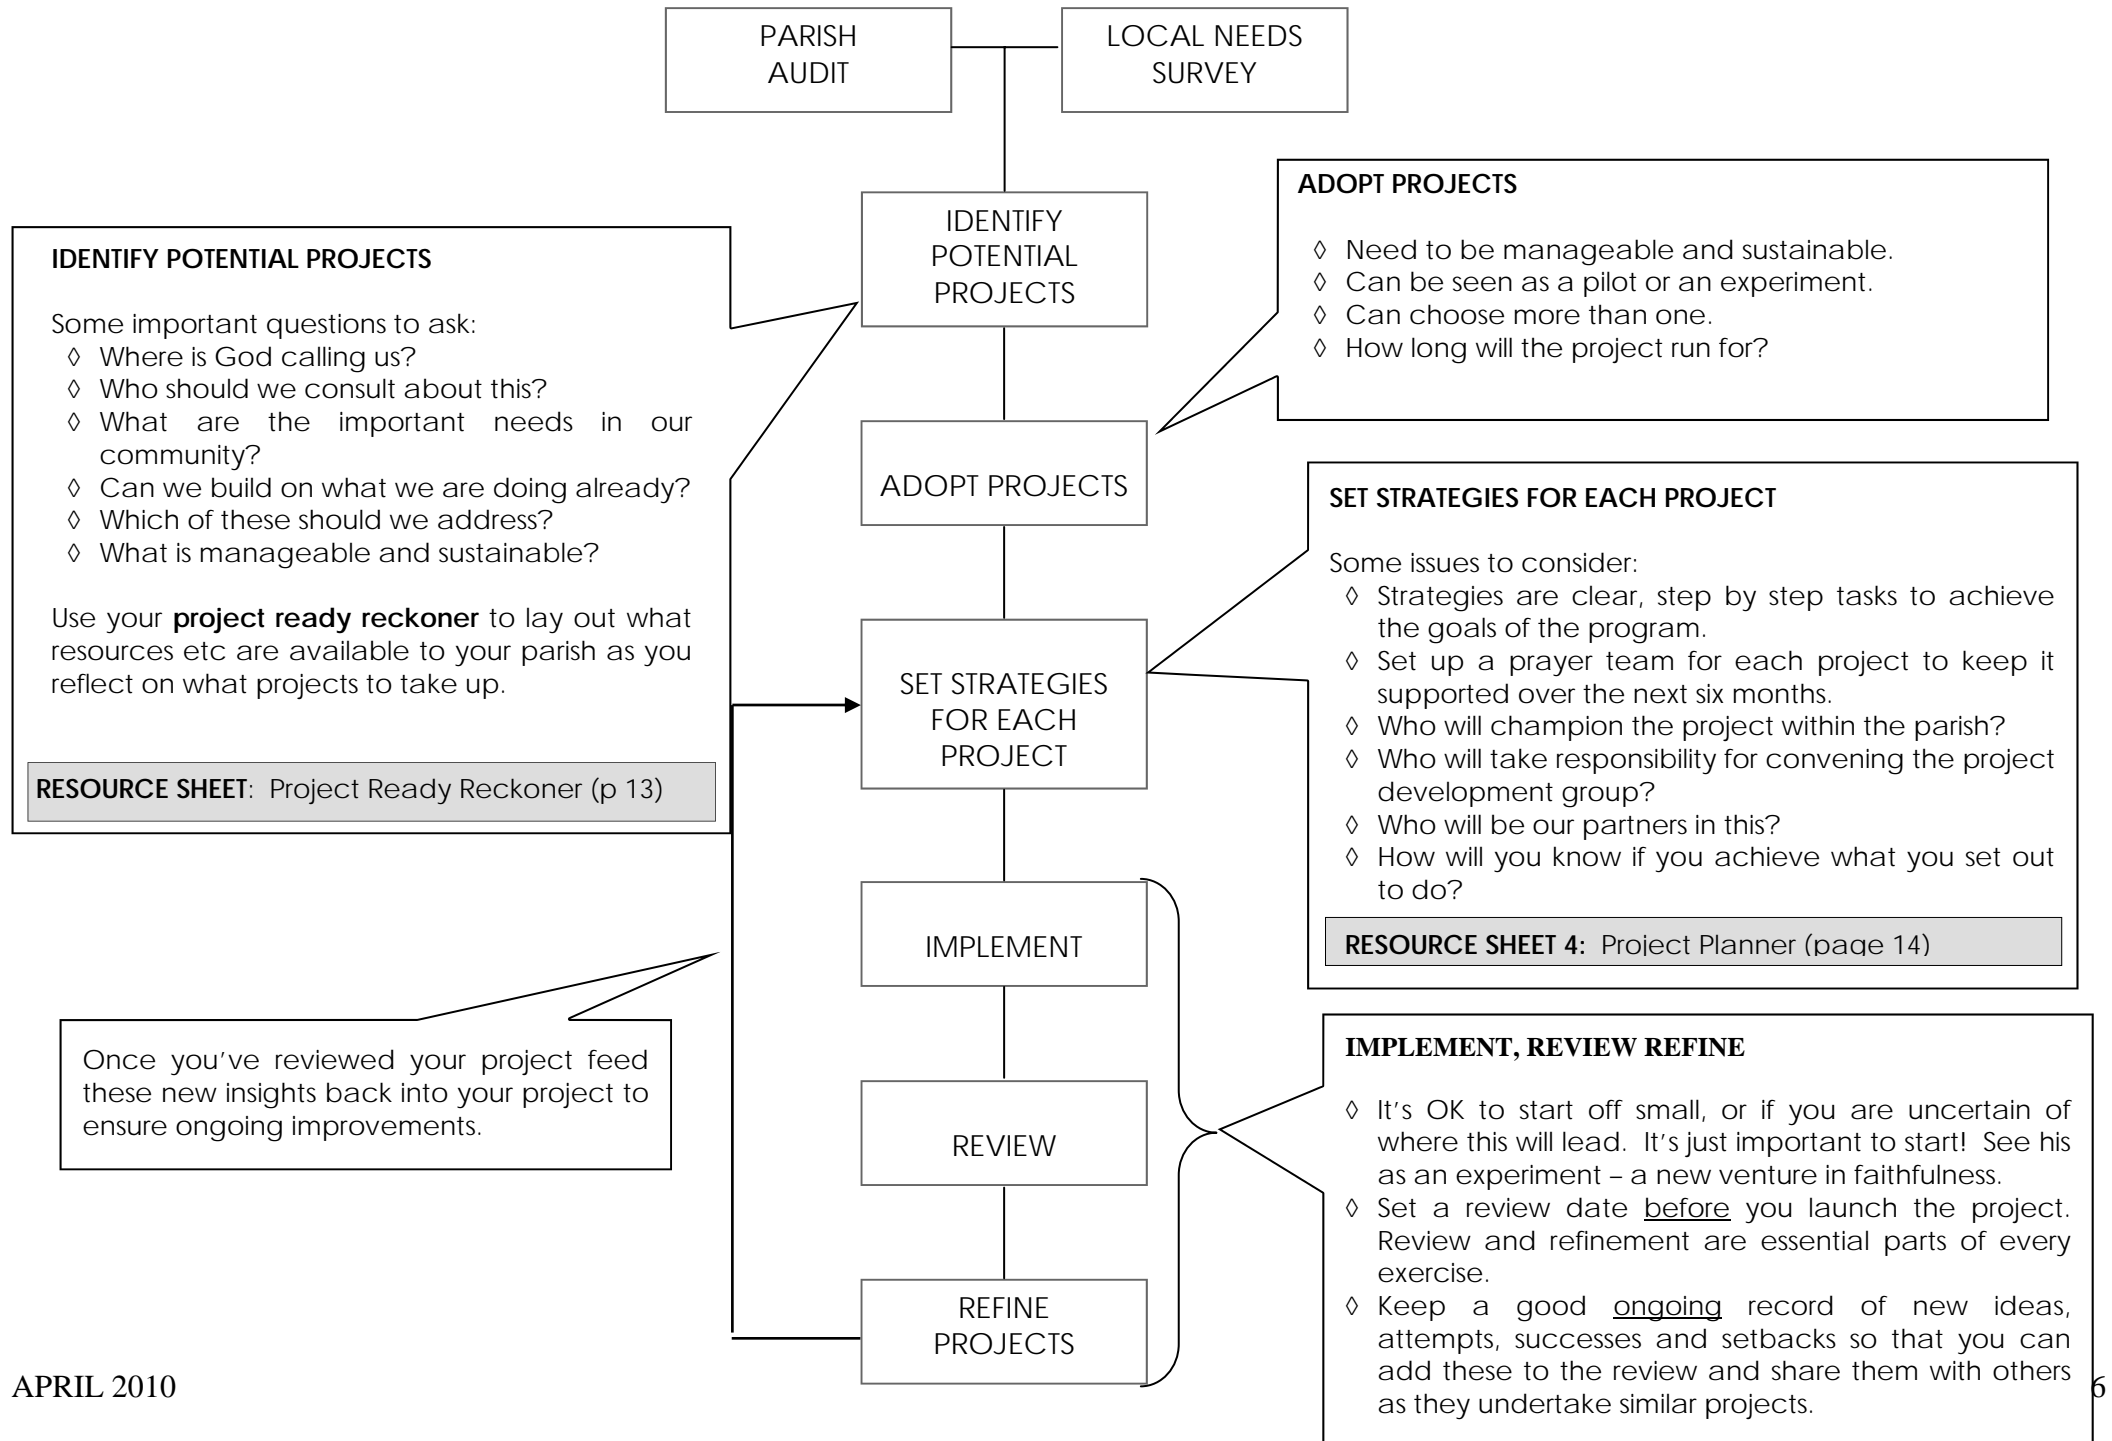 PARISH
AUDIT
LOCAL NEEDS
SURVEY
IDENTIFY
POTENTIAL
PROJECTS
ADOPT PROJECTS
◊ Need to be manageable and sustainable.
◊ Can be seen as a pilot or an experiment.
◊ Can choose more than one.
◊ How long will the project run for?
IDENTIFY POTENTIAL PROJECTS
Some important questions to ask:
◊ Where is God calling us?
◊ Who should we consult about this?
◊ What are the important needs in our
community?
◊ Can we build on what we are doing already?
◊ Which of these should we address?
◊ What is manageable and sustainable?
Use your project ready reckoner to lay out what
resources etc are available to your parish as you
reflect on what projects to take up.
RESOURCE SHEET: Project Ready Reckoner (p 13)
ADOPT PROJECTS
SET STRATEGIES FOR EACH PROJECT
Some issues to consider:
◊ Strategies are clear, step by step tasks to achieve
the goals of the program.
◊ Set up a prayer team for each project to keep it
supported over the next six months.
◊ Who will champion the project within the parish?
◊ Who will take responsibility for convening the project
development group?
◊ Who will be our partners in this?
◊ How will you know if you achieve what you set out
to do?
RESOURCE SHEET 4: Project Planner (page 14)
SET STRATEGIES
FOR EACH
PROJECT
IMPLEMENT
Once you've reviewed your project feed
these new insights back into your project to
ensure ongoing improvements.
REVIEW
IMPLEMENT, REVIEW REFINE
◊ It's OK to start off small, or if you are uncertain of
where this will lead. It's just important to start! See his
as an experiment – a new venture in faithfulness.
◊ Set a review date before you launch the project.
Review and refinement are essential parts of every
exercise.
◊ Keep a good ongoing record of new ideas,
attempts, successes and setbacks so that you can
add these to the review and share them with others
as they undertake similar projects.
REFINE
PROJECTS
APRIL 2010
6